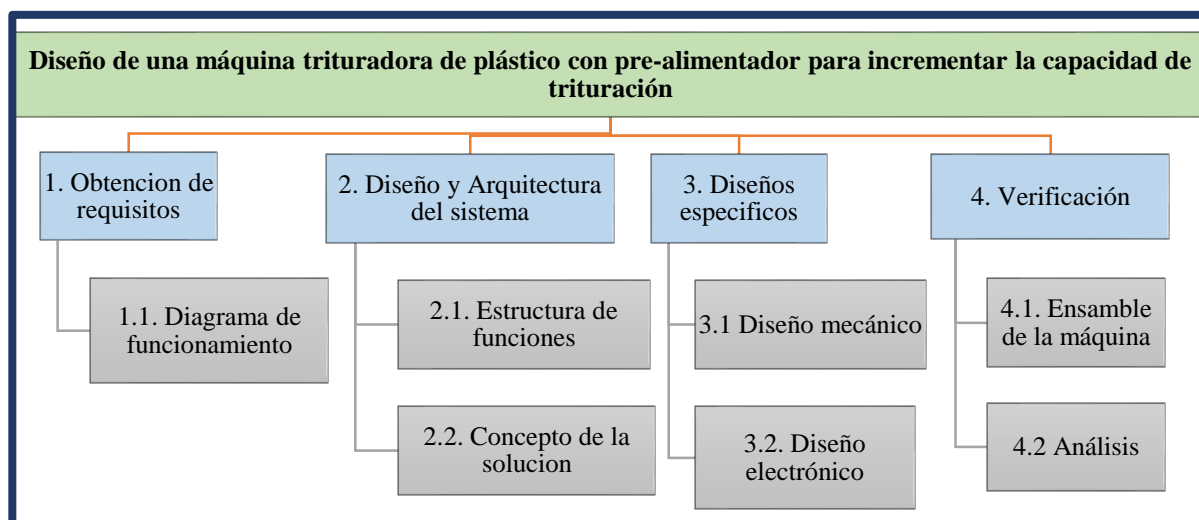 Diseño de una máquina trituradora de plástico con pre-alimentador para incrementar la capacidad de
trituración
1. Obtencion de
requisitos
1.1. Diagrama de
funcionamiento
2. Diseño y Arquitectura
del sistema
2.1. Estructura de
funciones
2.2. Concepto de la
solucion
3. Diseños
especificos
3.1 Diseño mecánico
3.2. Diseño
electrónico
4. Verificación
4.1. Ensamble
de la máquina
4.2 Análisis